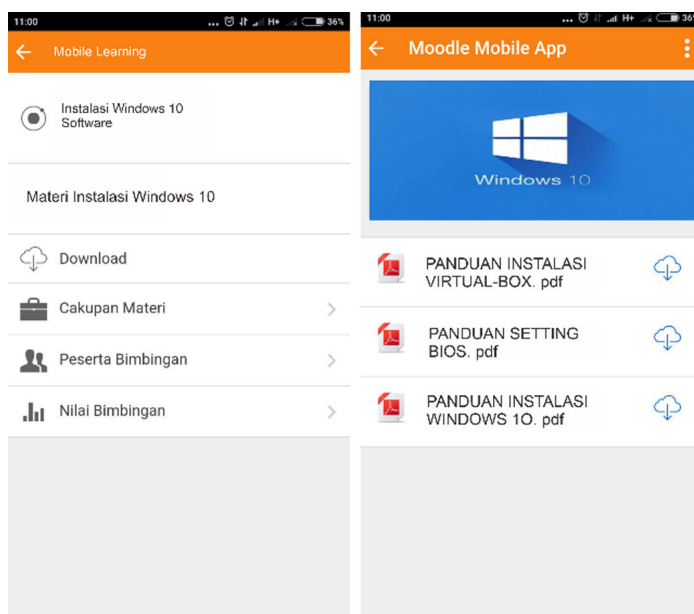 11:00 ... H+ 36%
Mobile Learning
Instalasi Windows 10
Software
Materi Instalasi Windows 10
Download
Cakupan Materi
Peserta Bimbingan
Nilai Bimbingan
11:00 ... H+ 36
Moodle Mobile App
Windows 10
PANDUAN INSTALASI
VIRTUAL-BOX. pdf
PANDUAN SETTING
BIOS. pdf
PANDUAN INSTALASI
WINDOWS 1O. pdf